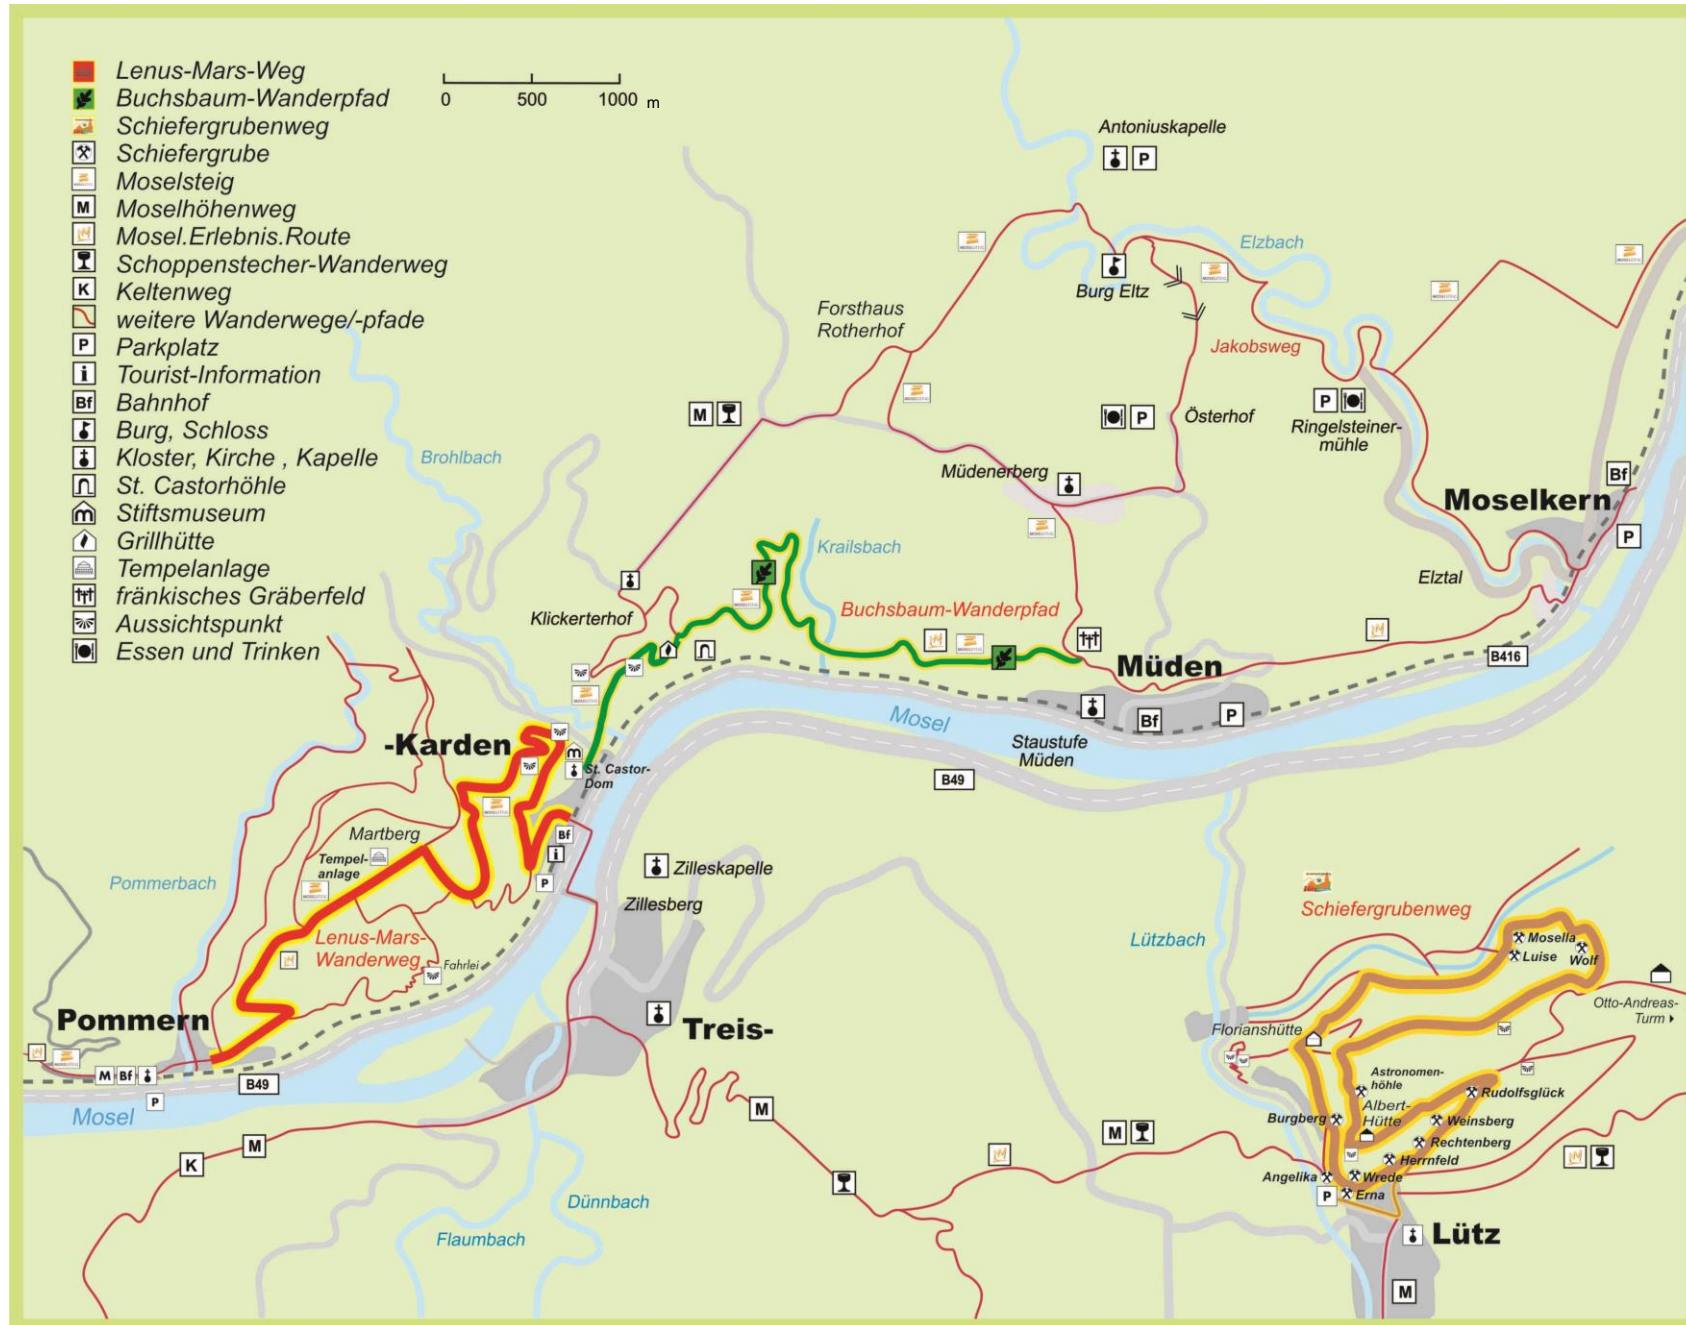 Lenus-Mars-Weg
Buchsbaum-Wanderpfad
Schiefergrubenweg
Schiefergrube
Moselsteig
M Moselhöhenweg
Mosel.Erlebnis.Route
Schoppenstecher-Wanderweg
K Keltenweg
weitere Wanderwege/-pfade
P Parkplatz
i Tourist-Information
Bf Bahnhof
Burg, Schloss
Kloster, Kirche , Kapelle
St. Castorhöhle
Stiftsmuseum
Grillhütte
Tempelanlage
fränkisches Gräberfeld
Aussichtspunkt
Essen und Trinken
0 500 1000 m
Antoniuskapelle
P
Elzbach
Burg Eltz
Forsthaus
Rotherhof
Jakobsweg
M
P
Österhof
P
Ringelsteiner-
mühle
Brohlbach
Müdenerberg
Bf
Moselkern
P
Krailsbach
Elztal
Klickerterhof
Buchsbaum-Wanderpfad
B416
Müden
Mosel
Bf
P
Staustufe
Müden
B49
-Karden
St. Castor-
Dom
Martberg
Tempel-
anlage
Bf
i
P
Pommerbach
Zilleskapelle
Zillesberg
Lenus-Mars-
Wanderweg
Fahrlei
Schiefergrubenweg
Lützbach
Mosella
Luise
Wolf
Otto-Andreas-
Turm
Pommern
Treis-
Florianshütte
M Bf
B49
P
Mosel
Astronomen-
höhle
Albert-
Hütte
Rudolfsglück
Burgberg
Weinsberg
Rechtenberg
Herrnfeld
M
M
K
M
Angelika
Wrede
P
Erna
Dünnbach
Flaumbach
Lütz
M